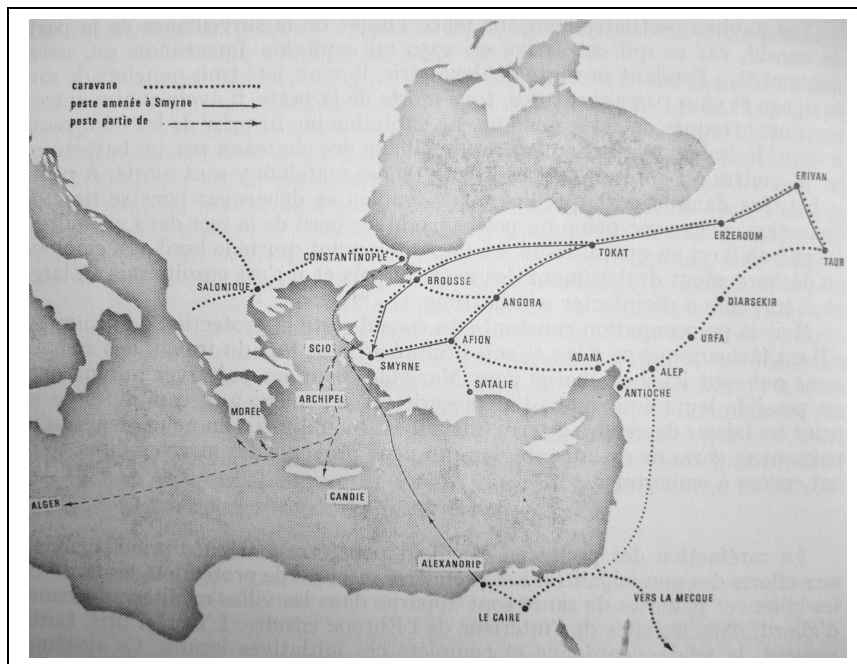 caravane
peste amenée à Smyrne
peste partie de
ERIVAN
ERZEROUM
CONSTANTINOPLE
TOKAT
TAUR
BROUSSE
SALONIQUE
ANGORA
DIARSEKIR
AFION
URFA
SCIO
SMYRNE
ADANA
ALEP
SATALIE
ANTIOCHE
ARCHIPEL
MOREE
CANDIE
ALGER
ALEXANDRIE
VERS LA MECQUE
LE CAIRE